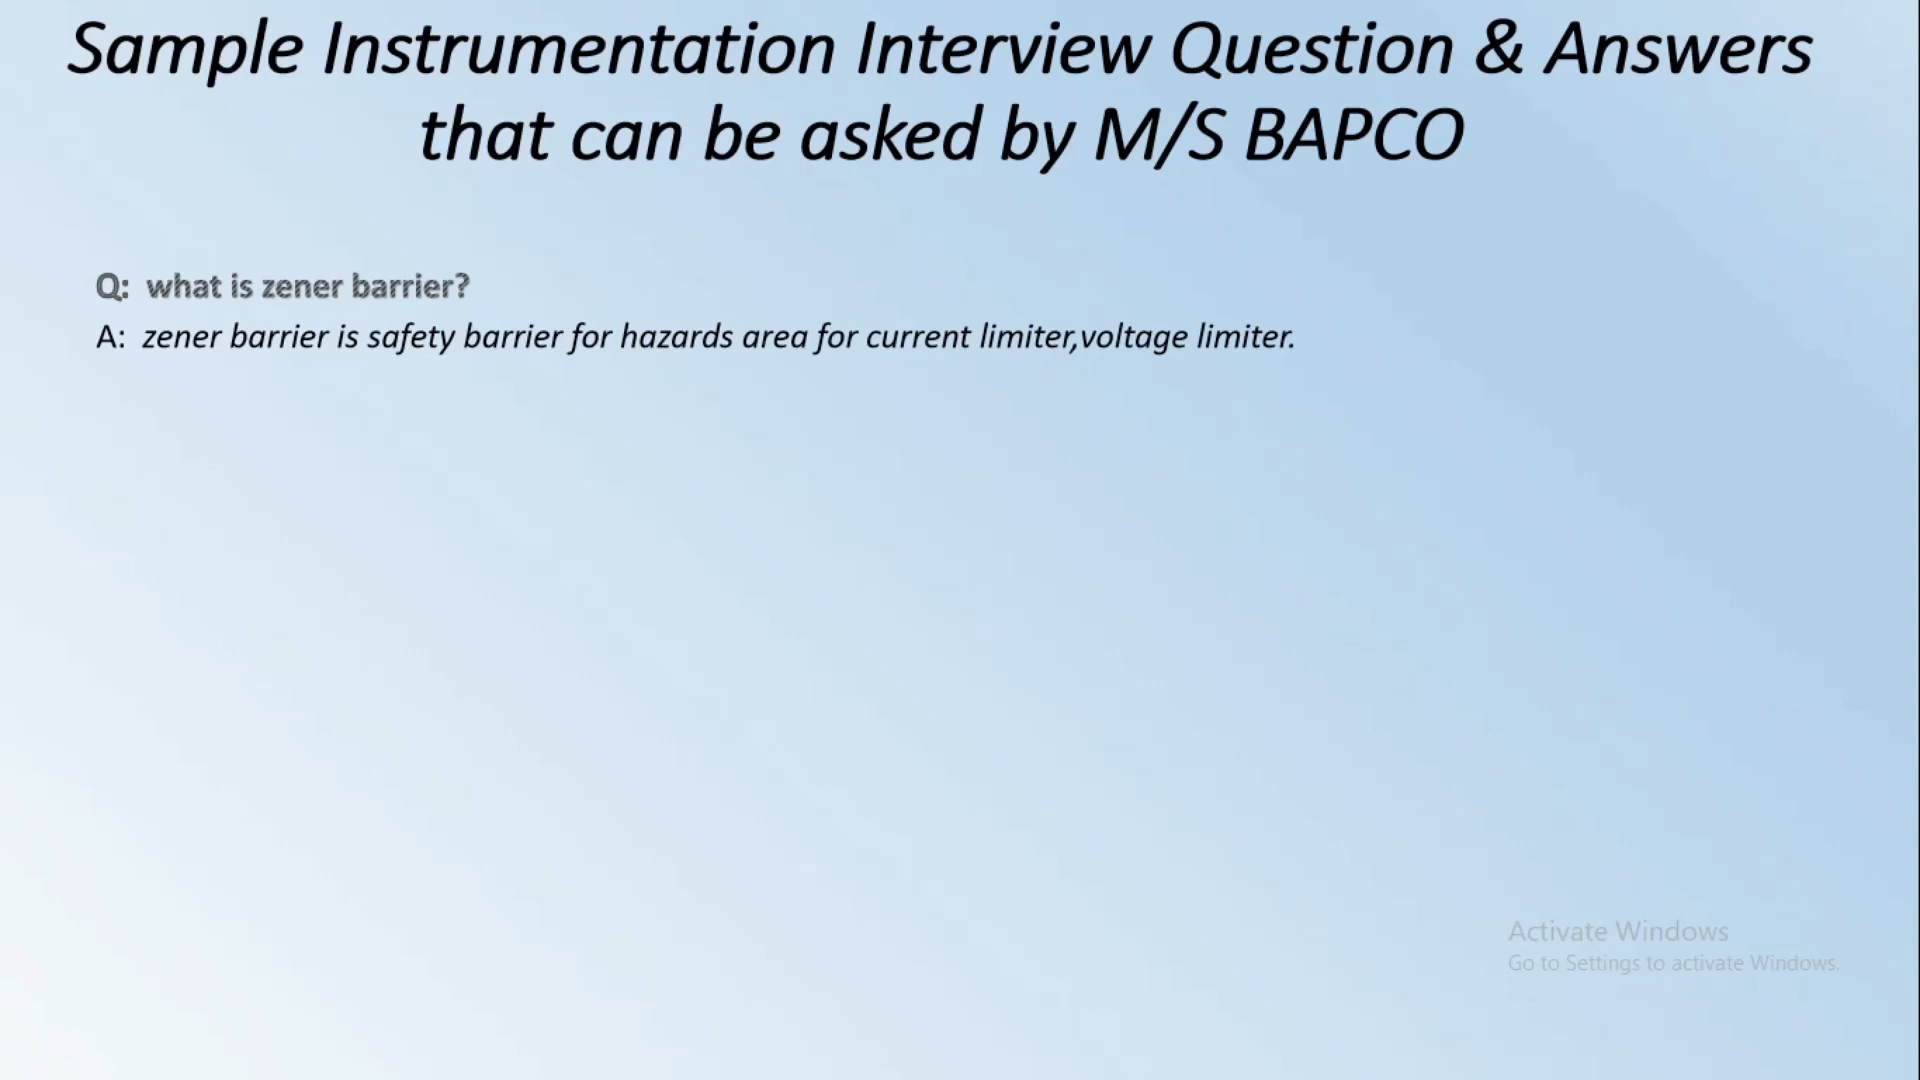 Sample Instrumentation Interview Question & Answers
that can be asked by M/S BAPCO
Q: what is zener barrier?
A: zener barrier is safety barrier for hazards area for current limiter,voltage limiter.
Activate Windows
Go to Settings to activate Windows.